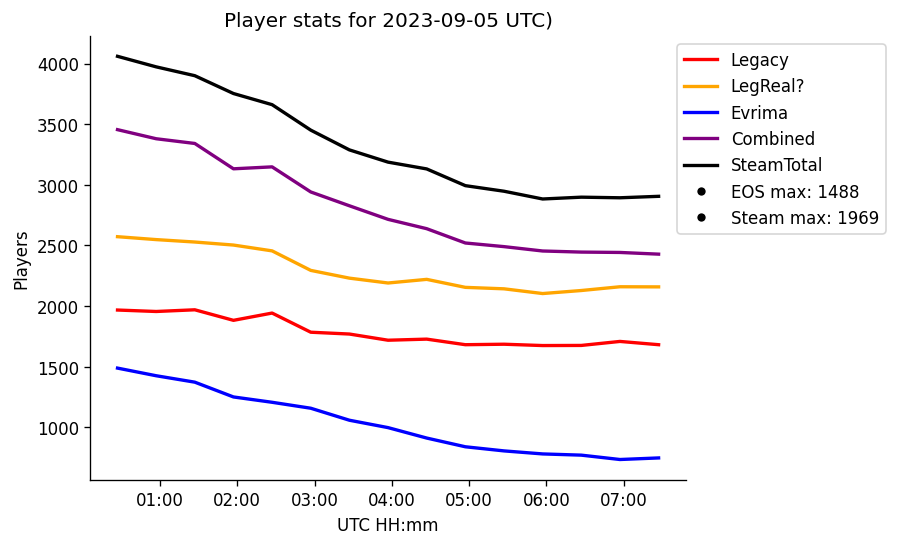 Player stats for 2023-09-05 UTC)
Legacy
LegReal?
Evrima
Combined
SteamTotal
EOS max: 1488
Steam max: 1969
Players
4000
3500
3000
2500
2000
1500
1000
01:00 02:00 03:00 04:00 05:00 06:00 07:00
UTC HH:mm